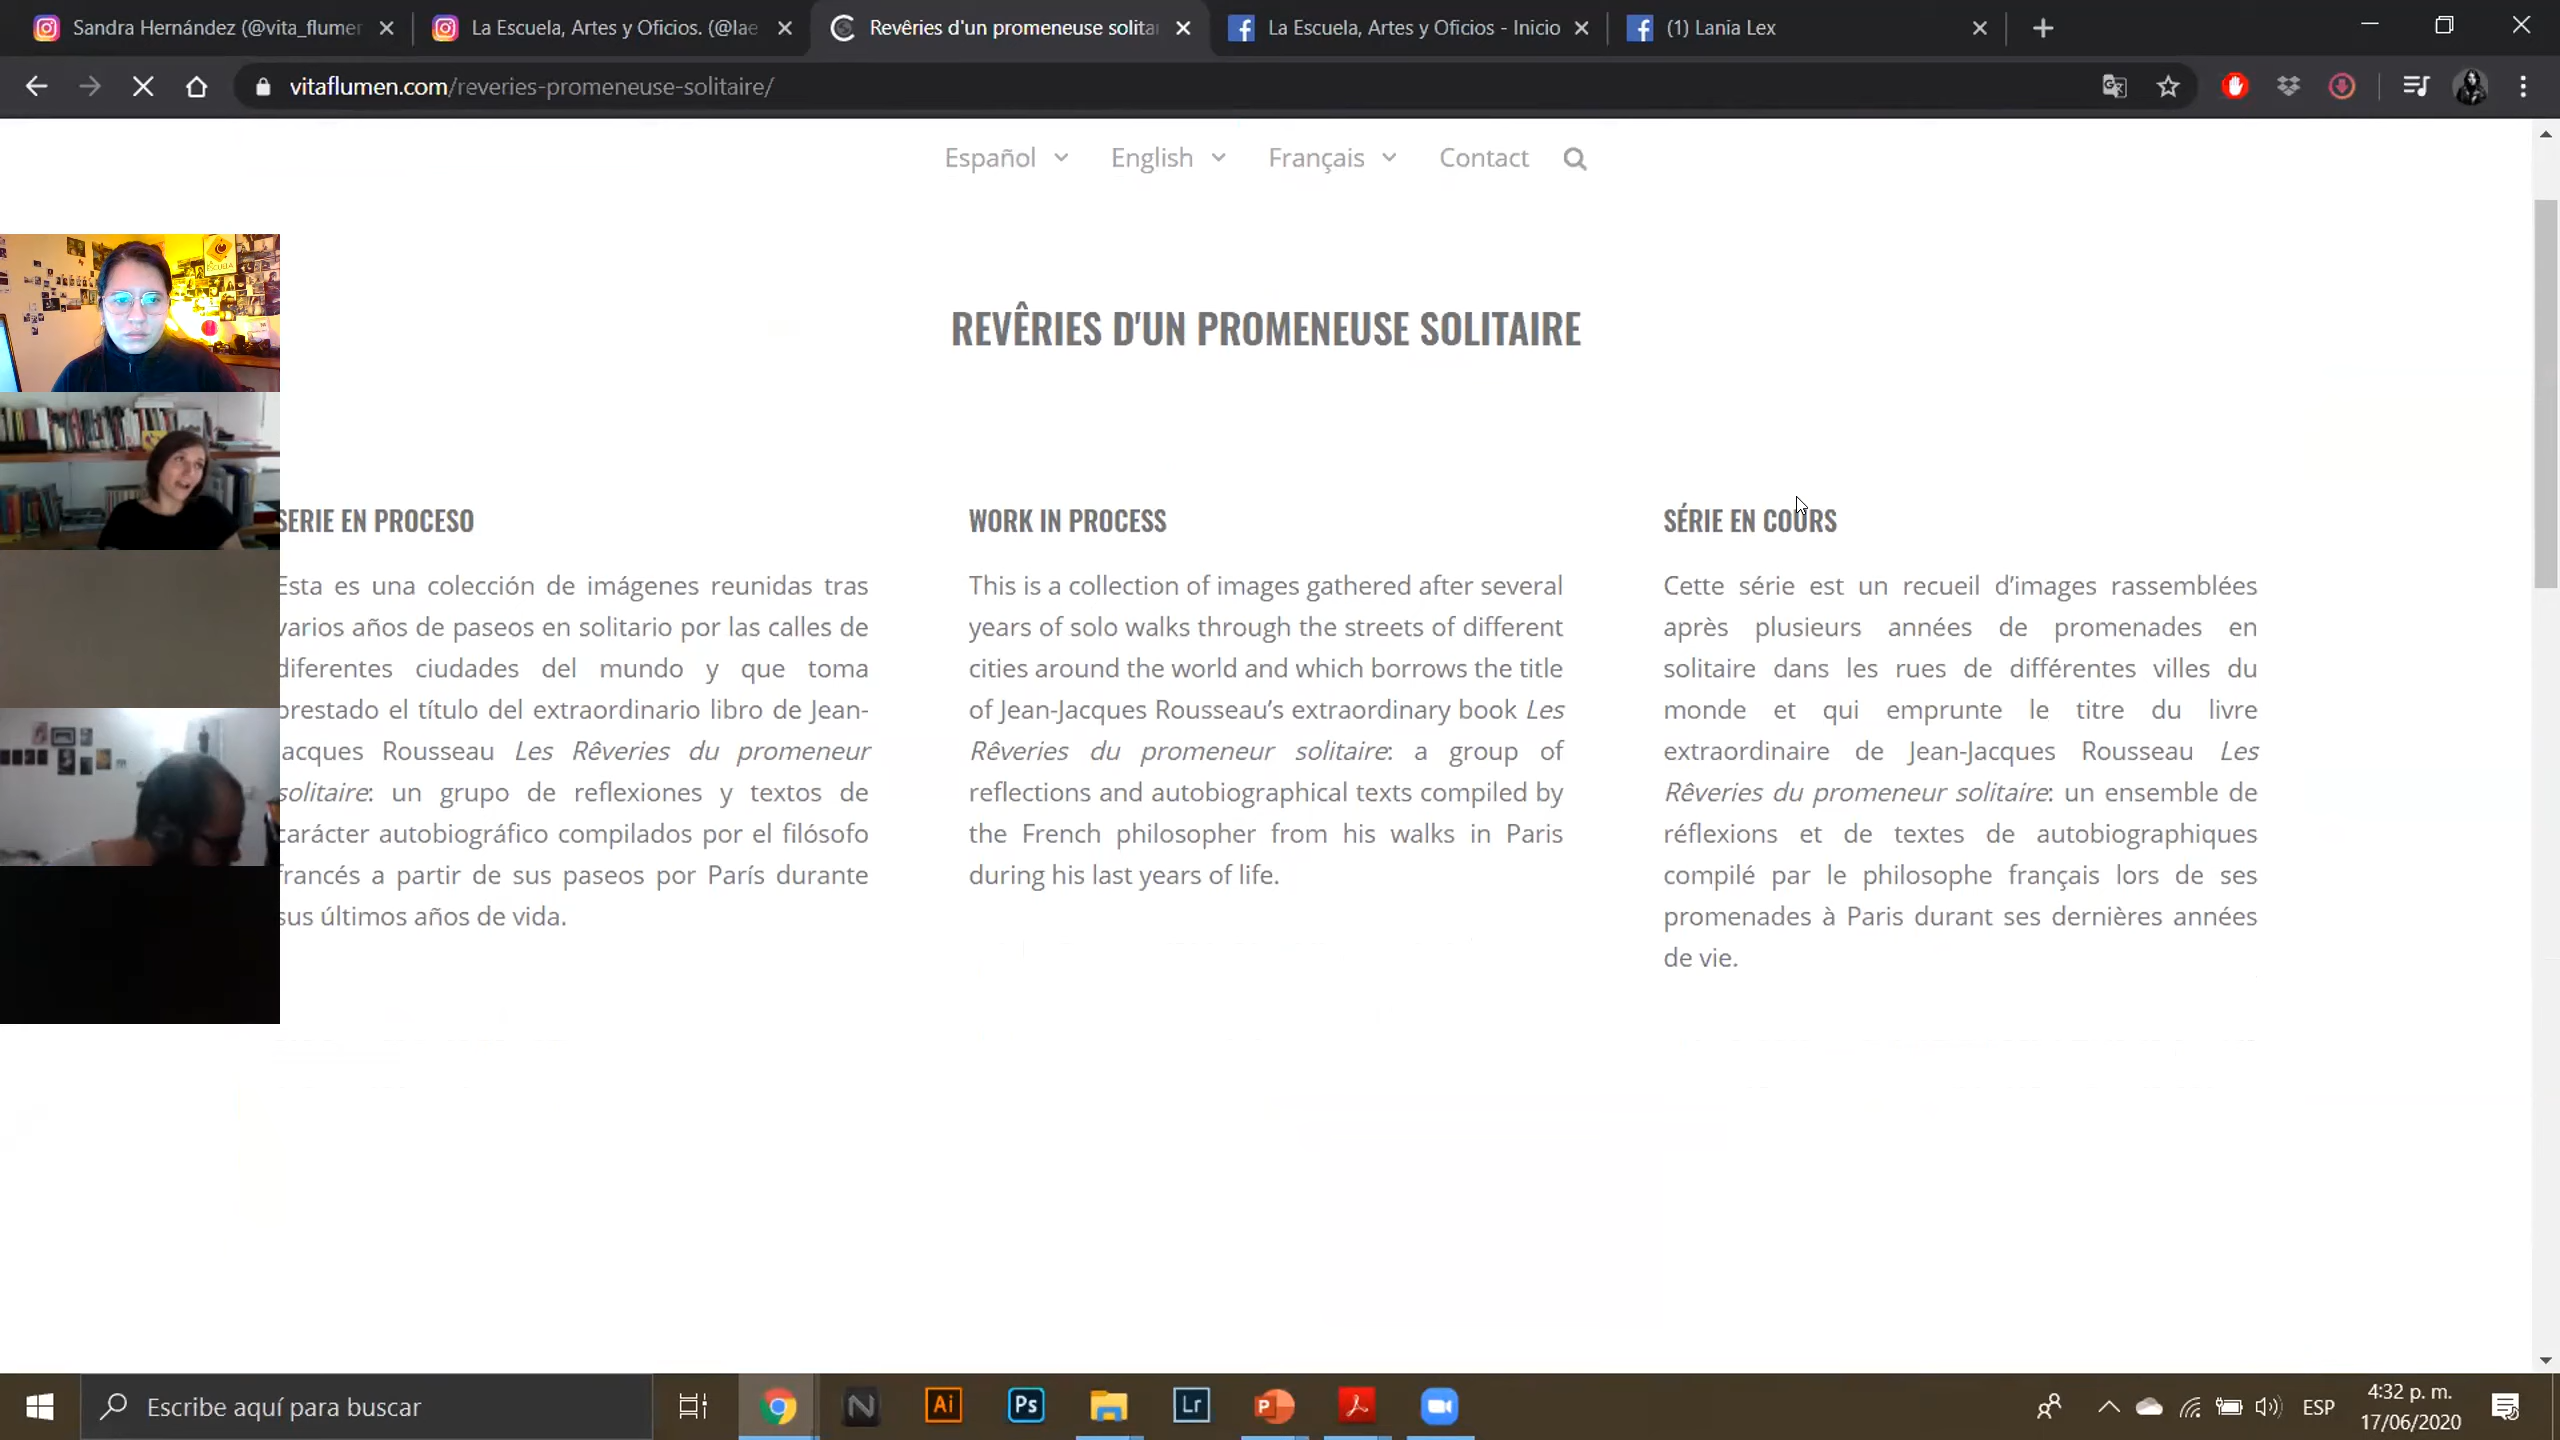 Sandra Hernández (@vita_flumer
La Escuela, Artes y Oficios. (@lae
Revêries d'un promeneuse solita
La Escuela, Artes y Oficios - Inicio
(1) Lania Lex
vitaflumen.com/reveries-promeneuse-solitaire/
Español
English
Français
Contact
REVÊRIES D'UN PROMENEUSE SOLITAIRE
LA ESCUELA
SERIE EN PROCESO
Esta es una colección de imágenes reunidas tras
varios años de paseos en solitario por las calles de
diferentes ciudades del mundo y que toma
prestado el título del extraordinario libro de Jean-
Jacques Rousseau Les Rêveries du promeneur
solitaire: un grupo de reflexiones y textos de
carácter autobiográfico compilados por el filósofo
francés a partir de sus paseos por París durante
sus últimos años de vida.
WORK IN PROCESS
This is a collection of images gathered after several
years of solo walks through the streets of different
cities around the world and which borrows the title
of Jean-Jacques Rousseau’s extraordinary book Les
Rêveries du promeneur solitaire: a group of
reflections and autobiographical texts compiled by
the French philosopher from his walks in Paris
during his last years of life.
SÉRIE EN COURS
Cette série est un recueil d’images rassemblées
après plusieurs années de promenades en
solitaire dans les rues de différentes villes du
monde et qui emprunte le titre du livre
extraordinaire de Jean-Jacques Rousseau Les
Rêveries du promeneur solitaire: un ensemble de
réflexions et de textes de autobiographiques
compilé par le philosophe français lors de ses
promenades à Paris durant ses dernières années
de vie.
Escribe aquí para buscar
N
Ai
Ps
Lr
P
ESP
4:32 p. m.
17/06/2020